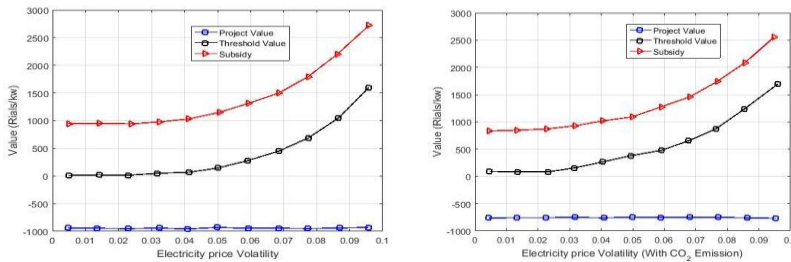 3000
2500
2000
1500
1000
500
0
-500
-1000
Value (Rials/kw)
Project Value
Threshold Value
Subsidy
0 0.01 0.02 0.03 0.04 0.05 0.06 0.07 0.08 0.09 0.1
Electricity price Volatility
3000
2500
2000
1500
1000
500
0
-500
-1000
Value (Rials/kw)
Project Value
Threshold Value
Subsidy
0 0.01 0.02 0.03 0.04 0.05 0.06 0.07 0.08 0.09 0.1
Electricity price Volatility (With CO2 Emission)